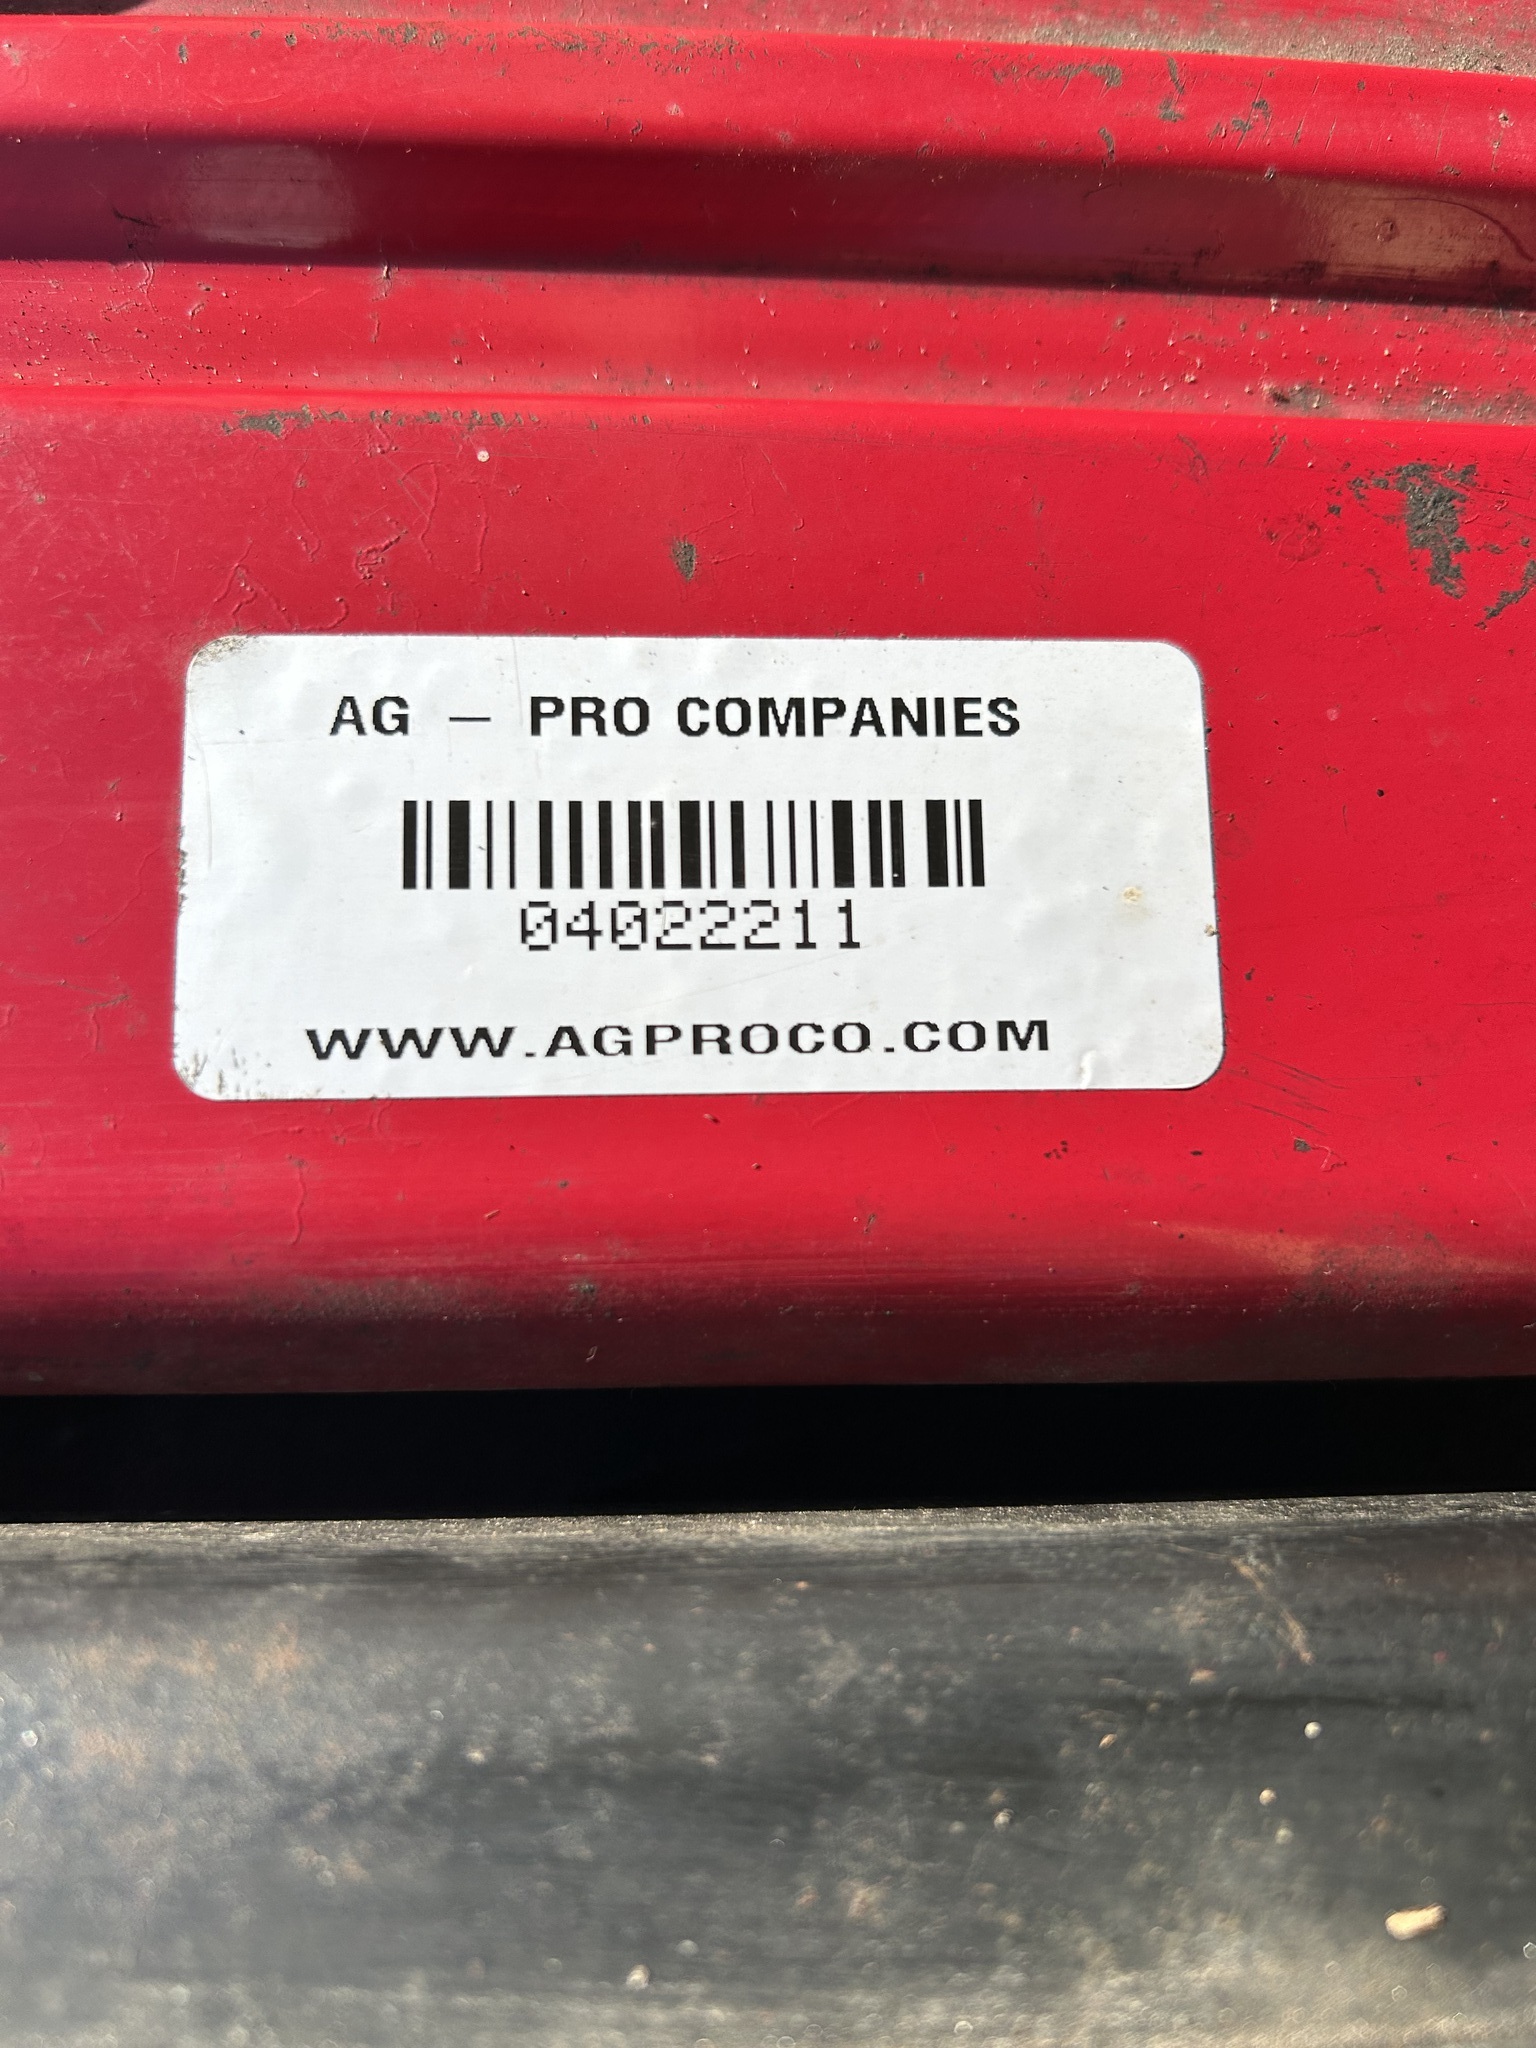 AG – PRO COMPANIES
04022211
WWW.AGPROCO.COM